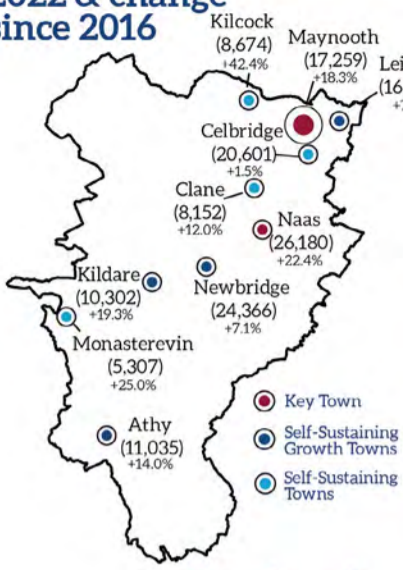 2022 & change
since 2016
Kilcock
(8,674)
+42.4%
Maynooth
(17,259)
+18.3%
Celbridge
(20,601)
+1.5%
Clane
(8,152)
+12.0%
Naas
(26,180)
+22.4%
Kildare
(10,302)
+19.3%
Newbridge
(24,366)
+7.1%
Monasterevin
(5,307)
+25.0%
Athy
(11,035)
+14.0%
Key Town
Self-Sustaining
Growth Towns
Self-Sustaining
Towns